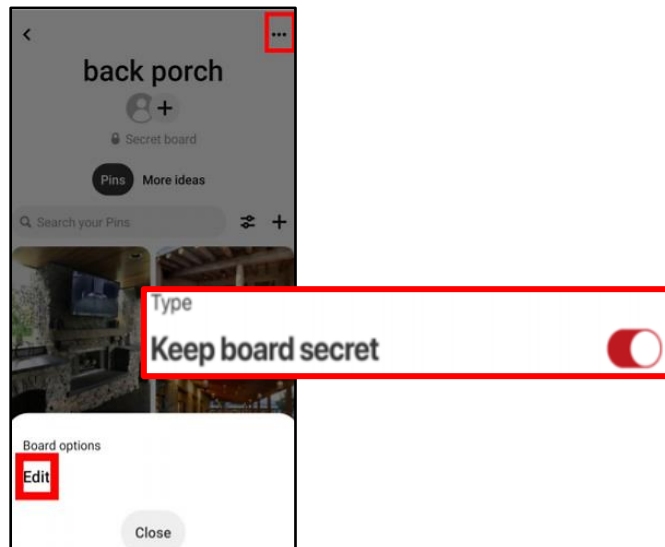 back porch
Secret board
Pins More ideas
Search your Pins
Type
Keep board secret
Board options
Edit
Close